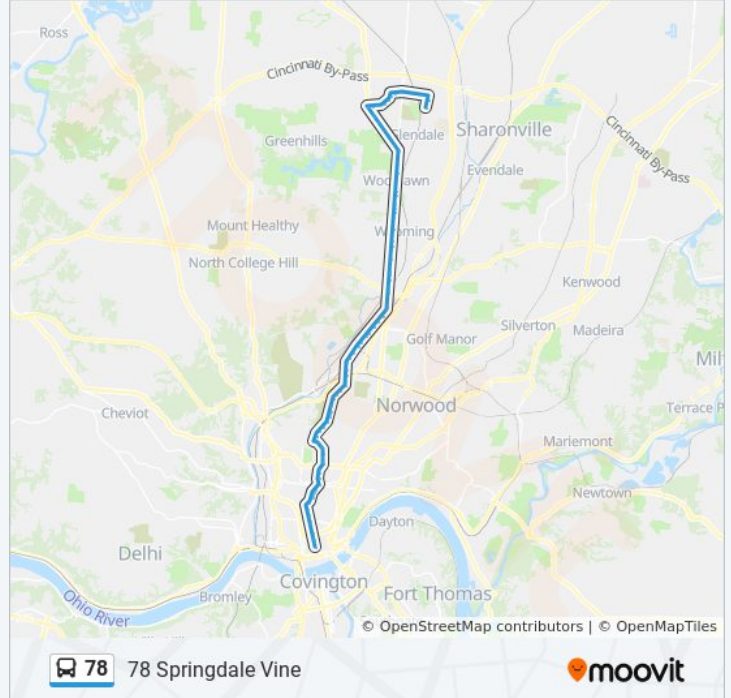 Ross
Cincinnati By-Pass
Glendale
Sharonville
Greenhills
Cincinnati By-Pass
Evendale
Woodlawn
Mount Healthy
Wyoming
North College Hill
Kenwood
Silverton
Madeira
Golf Manor
Mil
Norwood
Cheviot
Terrace P
Mariemont
Newtown
Dayton
Delhi
Covington
Fort Thomas
Bromley
Ohio River
© OpenStreetMap contributors | © OpenMapTiles
78 78 Springdale Vine
moovit